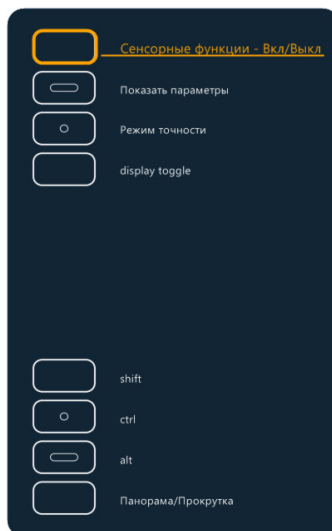 Сенсорные функции - Вкл/Выкл
Показать параметры
Режим точности
display toggle
shift
ctrl
alt
Панорама/Прокрутка